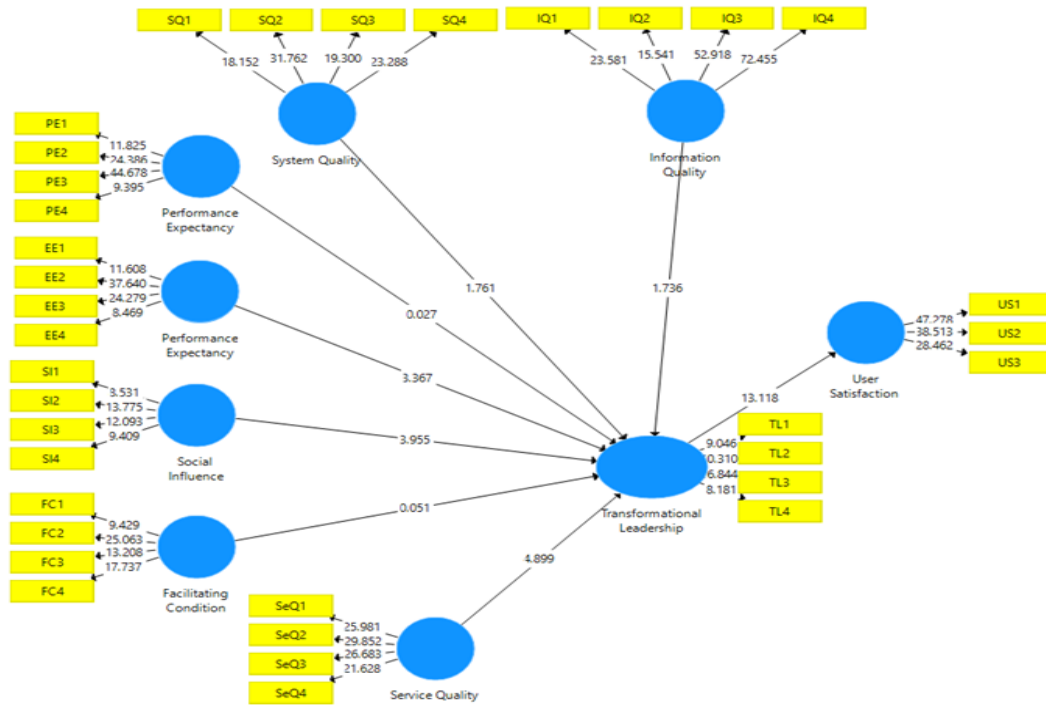 SQ1
SQ2
SQ3
SQ4
18.152
31.762
19.300
23.288
System Quality
IQ1
IQ2
IQ3
IQ4
23.581
15.541
52.918
72.455
Information
Quality
PE1
PE2
PE3
PE4
11.825
24.386
44.678
9.395
Performance
Expectancy
EE1
EE2
EE3
EE4
11.608
37.640
24.279
8.469
Performance
Expectancy
SI1
SI2
SI3
SI4
13.775
12.093
9.409
Social
Influence
FC1
FC2
FC3
FC4
9.429
25.063
13.208
17.737
Facilitating
Condition
1.761
1.736
0.027
3.367
3.955
0.051
4.899
13.118
US1
US2
US3
47.278
38.513
28.462
User
Satisfaction
TL1
TL2
TL3
TL4
9.046
8.181
Transformational
Leadership
SeQ1
SeQ2
SeQ3
SeQ4
25.981
29.852
26.683
21.628
Service Quality